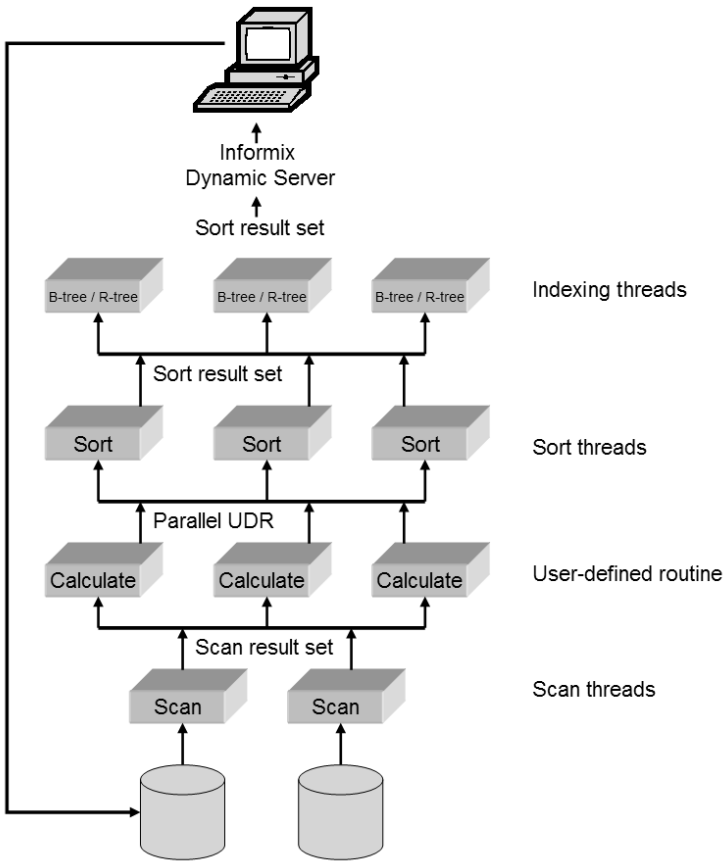 Informix
Dynamic Server
Sort result set
B-tree / R-tree B-tree / R-tree B-tree / R-tree Indexing threads
Sort result set
Sort Sort Sort Sort threads
Parallel UDR
Calculate Calculate Calculate User-defined routine
Scan result set
Scan Scan Scan threads